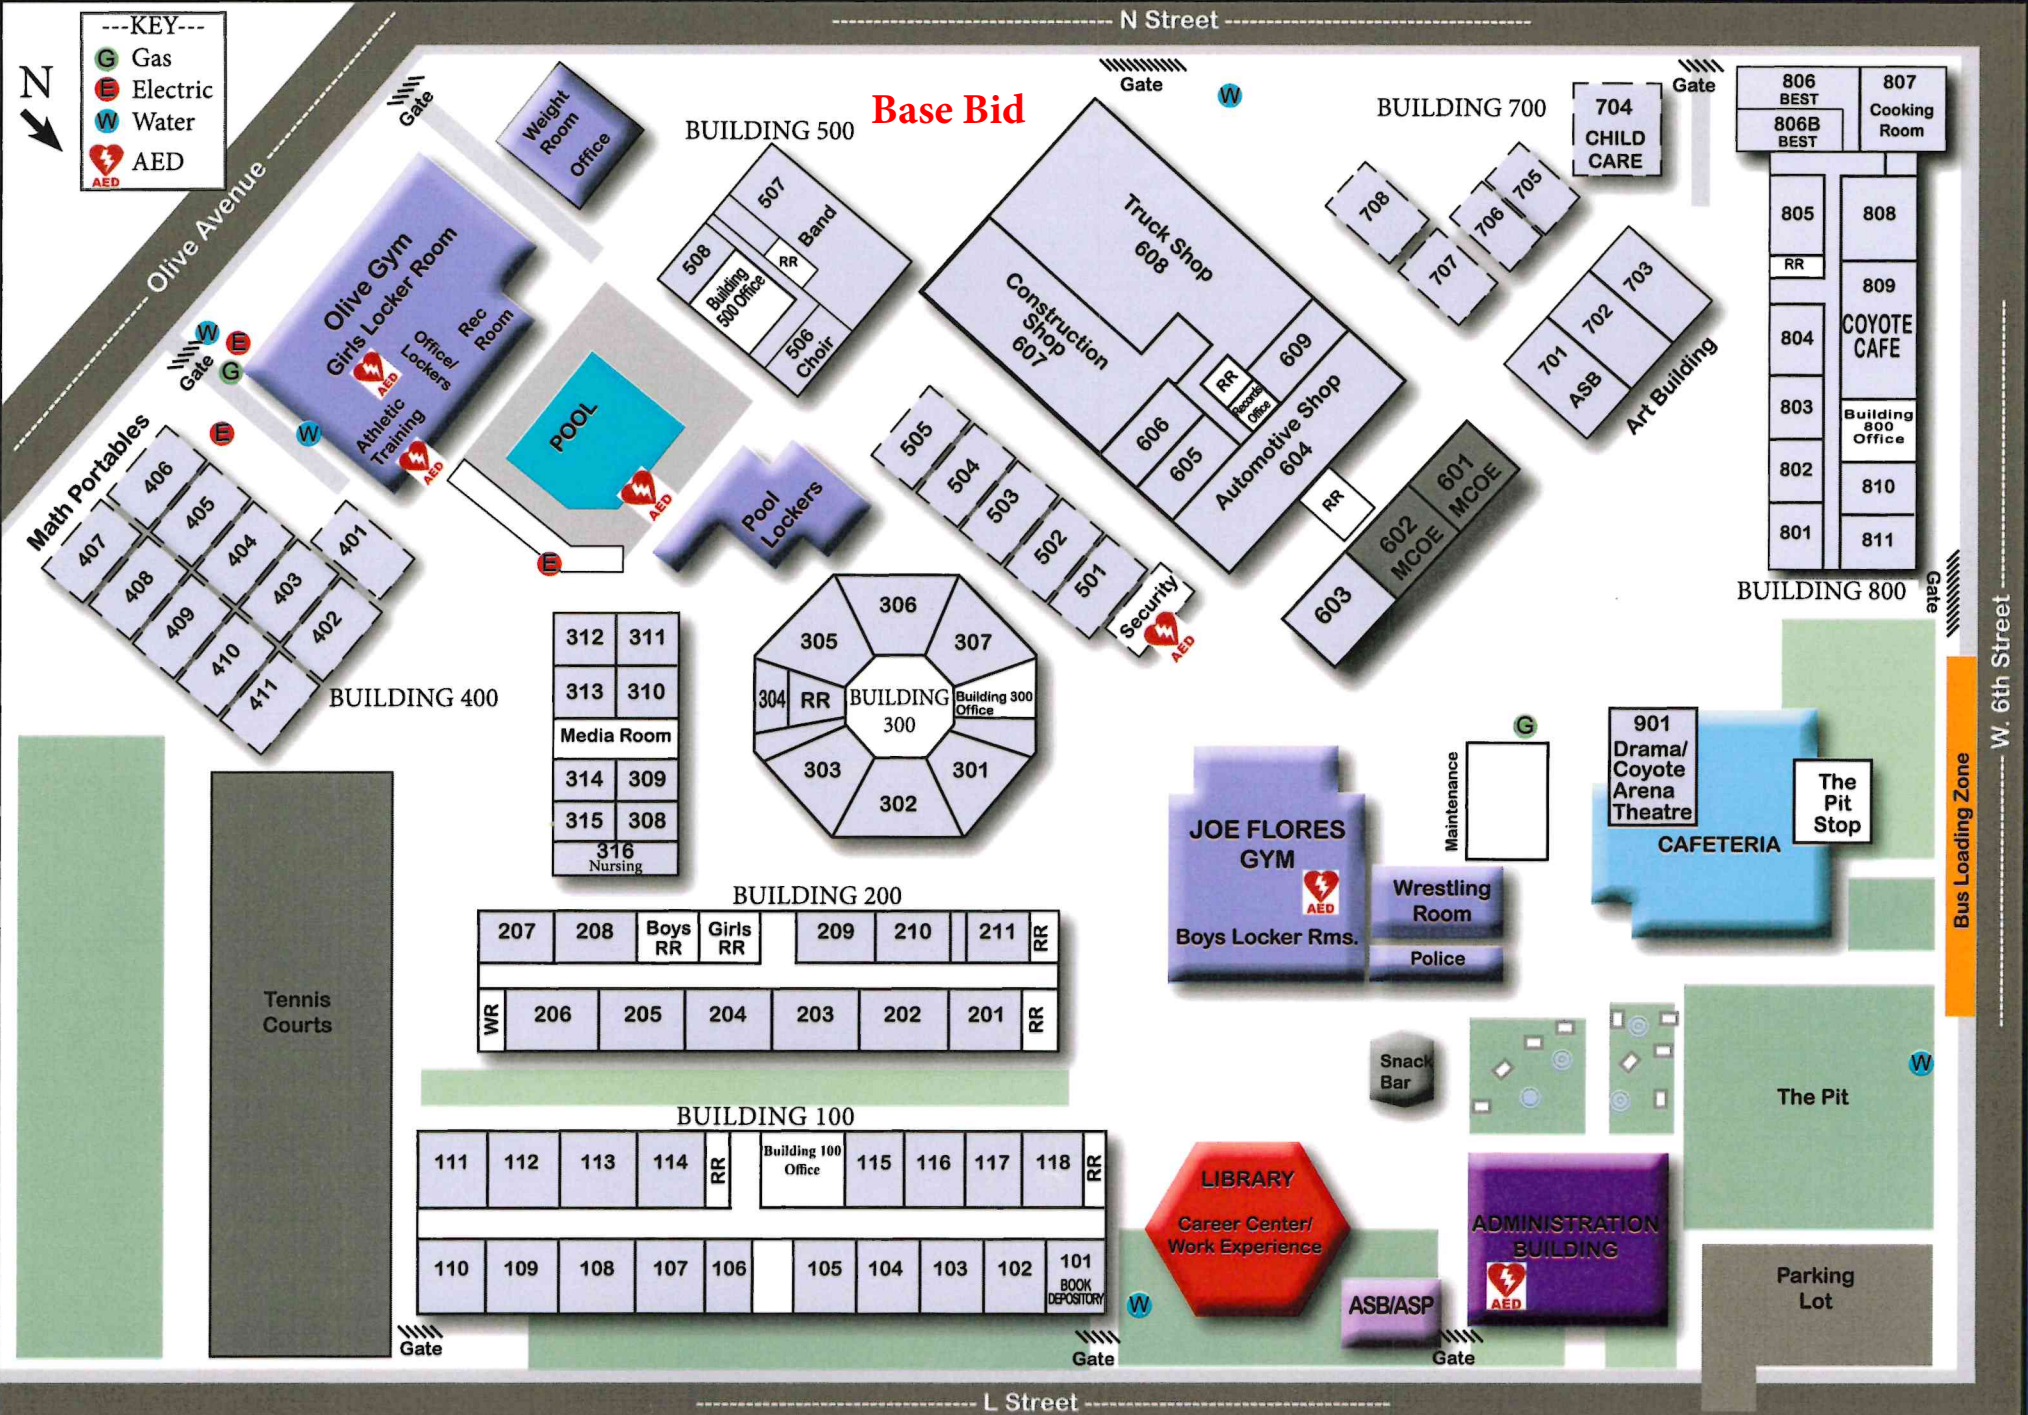 ---KEY---
G Gas
E Electric
W Water
AED AED
N
N Street
Olive Avenue
W. 6th Street
L Street
Base Bid
Gate
Gate
Gate
W
Weight
Room
Office
BUILDING 500
507
Band
508
RR
Building
500 Office
506
Choir
Olive Gym
Girls Locker Room
Rec
Room
Office/
Lockers
AED
Athletic
Training
AED
W
E
G
Gate
E
W
POOL
AED
Pool
Lockers
E
Truck Shop
608
Construction
Shop
607
609
RR
Records
Office
606
605
Automotive Shop
604
RR
601
MCOE
602
MCOE
603
BUILDING 700
704
CHILD
CARE
708
707
706
705
703
702
701
ASB
Art Building
806
BEST
806B
BEST
807
Cooking
Room
805
808
RR
809
COYOTE
CAFE
804
803
Building
800
Office
802
810
801
811
BUILDING 800
Gate
Math Portables
406
405
404
403
402
401
407
408
409
410
411
BUILDING 400
505
504
503
502
501
Security
AED
312
311
313
310
Media Room
314
309
315
308
316
Nursing
306
305
307
304
RR
BUILDING
300
Building 300
Office
303
301
302
G
Maintenance
901
Drama/
Coyote
Arena
Theatre
CAFETERIA
The
Pit
Stop
Bus Loading Zone
JOE FLORES
GYM
AED
Boys Locker Rms.
Wrestling
Room
Police
Tennis
Courts
BUILDING 200
207
208
Boys
RR
Girls
RR
209
210
211
RR
WR
206
205
204
203
202
201
RR
Snack
Bar
The Pit
W
BUILDING 100
111
112
113
114
RR
Building 100
Office
115
116
117
118
RR
110
109
108
107
106
105
104
103
102
101
BOOK
DEPOSITORY
LIBRARY
Career Center/
Work Experience
W
ASB/ASP
ADMINISTRATION
BUILDING
AED
Parking
Lot
Gate
Gate
Gate